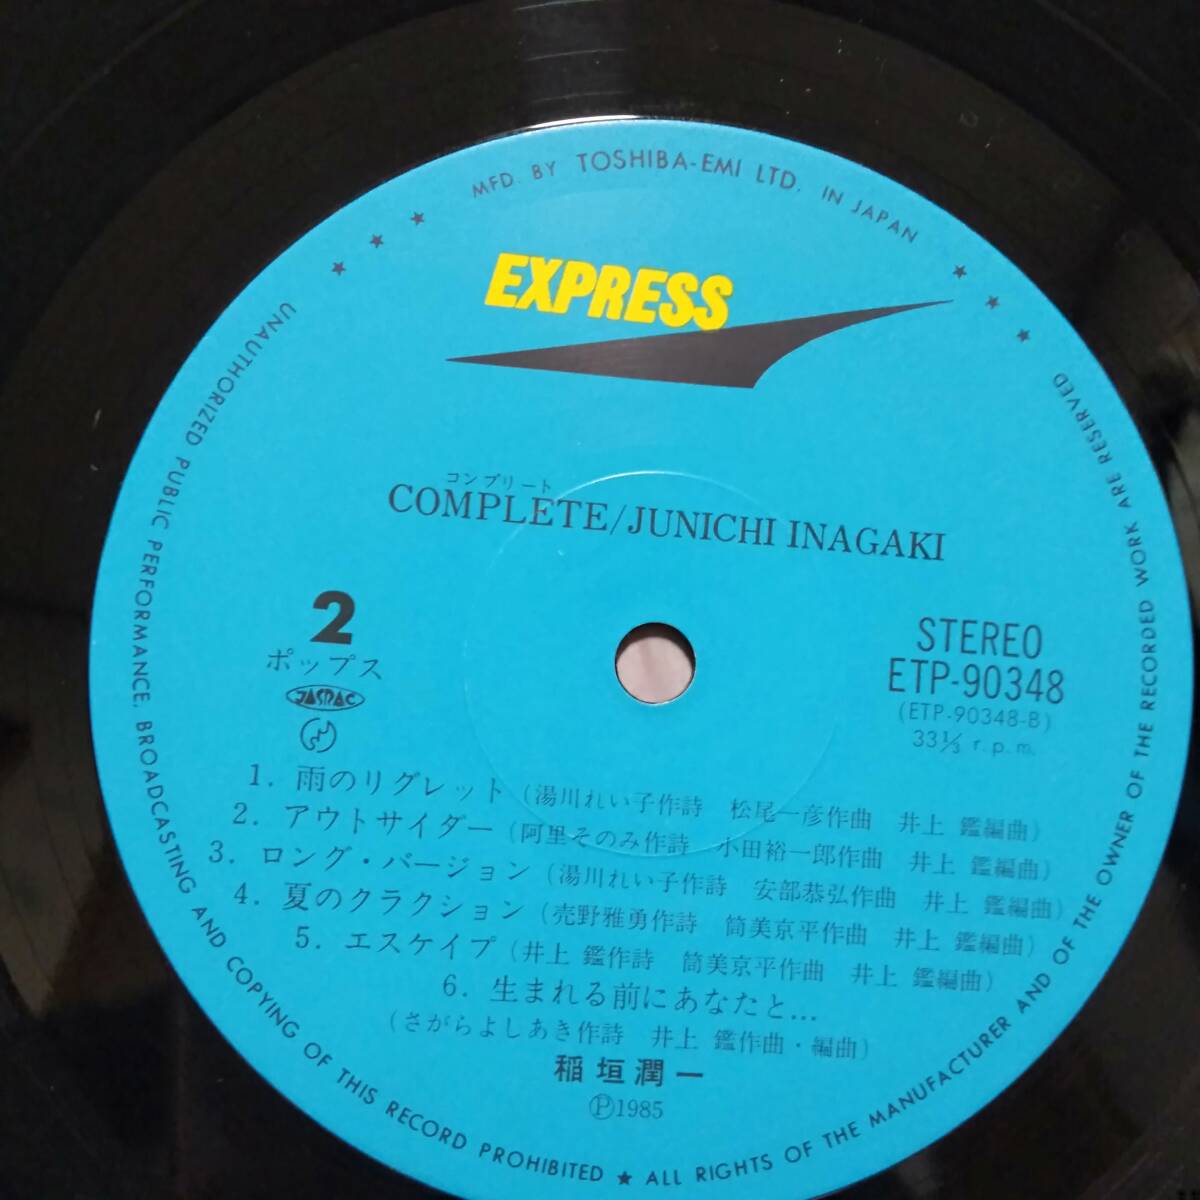 MFD. BY TOSHIBA-EMI LTD. IN JAPAN
EXPRESS
コンプリート
COMPLETE/JUNICHI INAGAKI
2
ポップス
JASRAC
STEREO
ETP-90348
(ETP-90348-B)
33⅓ r.p.m.
1. 雨のリグレット (湯川れい子作詩 松尾一彦作曲 井上 鑑編曲)
2. アウトサイダー (阿里そのみ作詩 小田裕一郎作曲 井上 鑑編曲)
3. ロング・バージョン (湯川れい子作詩 安部恭弘作曲 井上 鑑編曲)
4. 夏のクラクション (売野雅勇作詩 筒美京平作曲 井上 鑑編曲)
5. エスケイプ (井上 鑑作詩 筒美京平作曲 井上 鑑編曲)
6. 生まれる前にあなたと…
(さがらよしあき作詩 井上 鑑作曲・編曲)
稲垣潤一
Ⓟ1985
UNAUTHORIZED PUBLIC PERFORMANCE, BROADCASTING AND COPYING OF THIS RECORD PROHIBITED ★ ALL RIGHTS OF THE MANUFACTURER AND OF THE OWNER OF THE RECORDED WORK ARE RESERVED